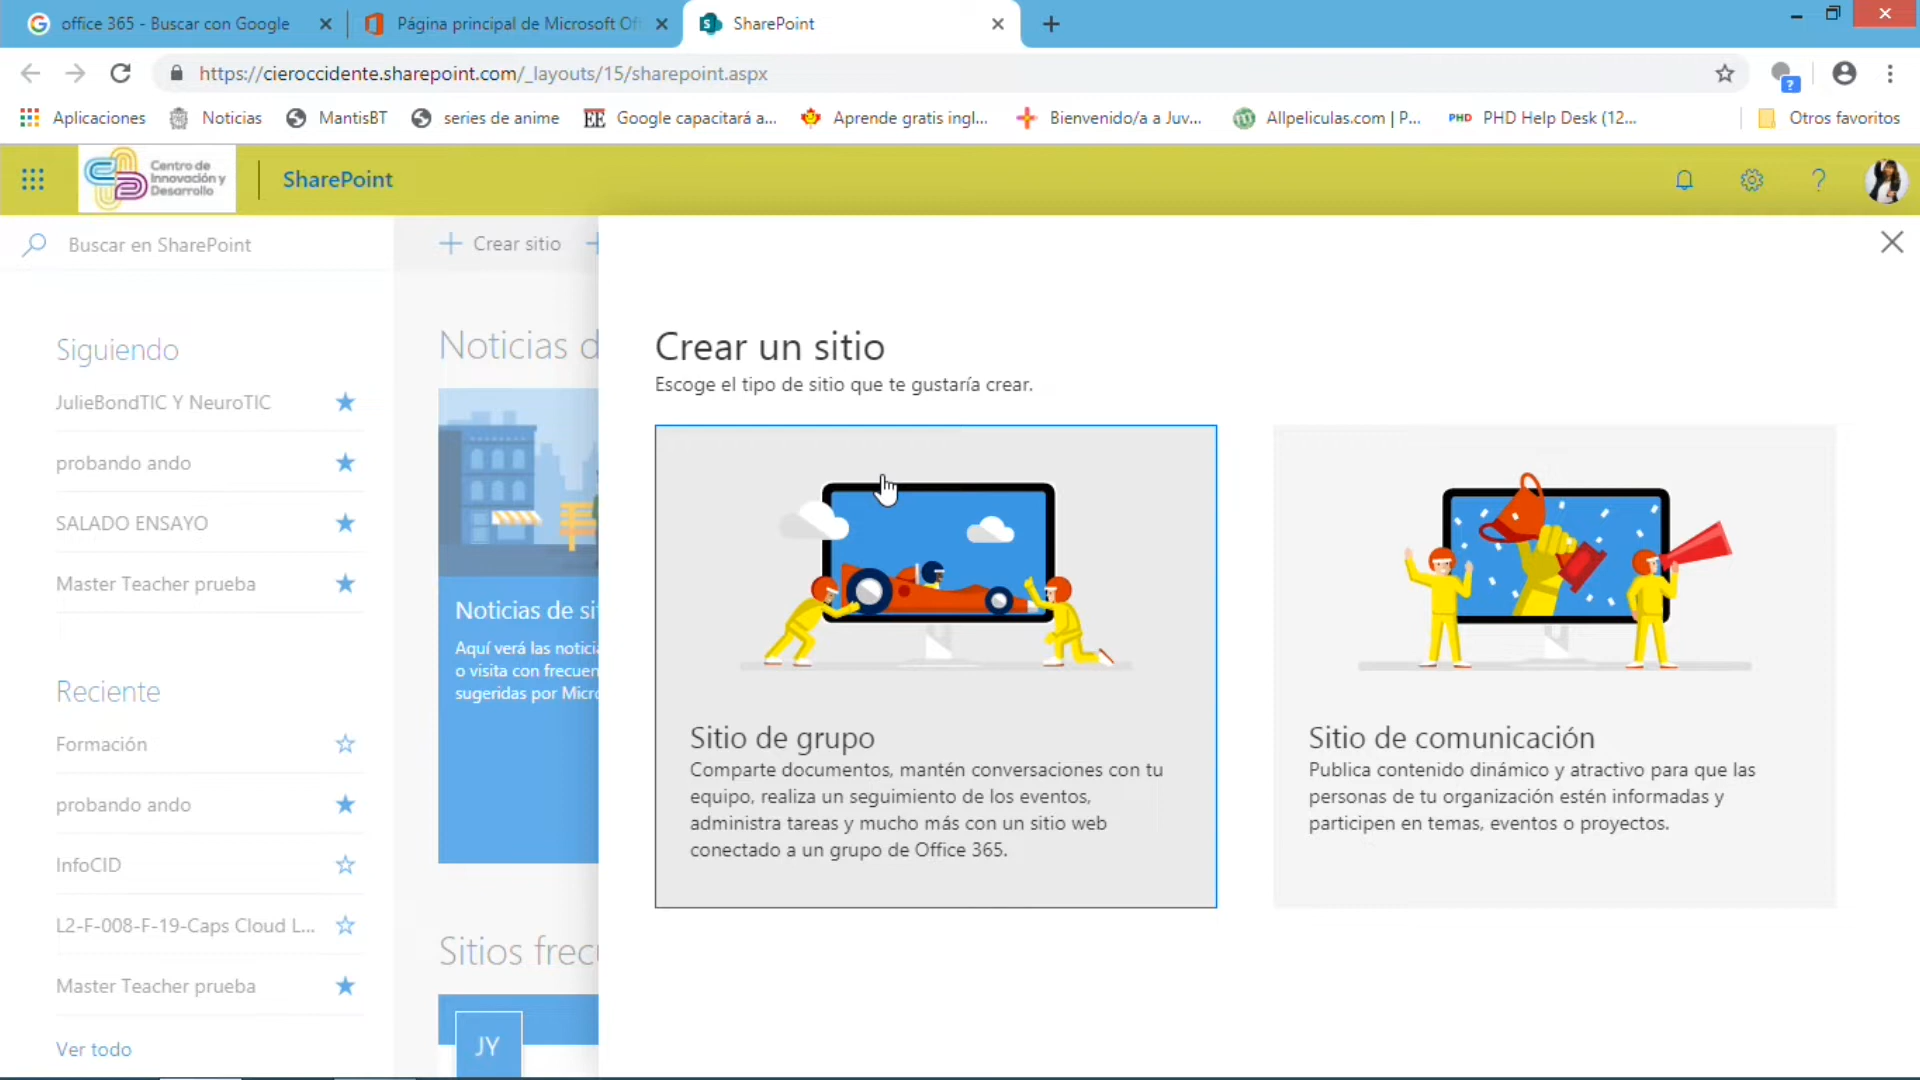 office 365 - Buscar con Google
Página principal de Microsoft Of
SharePoint
https://cieroccidente.sharepoint.com/_layouts/15/sharepoint.aspx
Aplicaciones
Noticias
MantisBT
series de anime
EE
Google capacitará a...
Aprende gratis ingl...
Bienvenido/a a Juv...
Allpeliculas.com | P...
PHD
PHD Help Desk (12...
Otros favoritos
Centro de
Innovación y
Desarrollo
SharePoint
Buscar en SharePoint
Siguiendo
JulieBondTIC Y NeuroTIC
probando ando
SALADO ENSAYO
Master Teacher prueba
Reciente
Formación
probando ando
InfoCID
L2-F-008-F-19-Caps Cloud L...
Master Teacher prueba
Ver todo
Crear sitio
Noticias d
Noticias de si
Aquí verá las notici
o visita con frecuen
sugeridas por Micro
Sitios frec
JY
Crear un sitio
Escoge el tipo de sitio que te gustaría crear.
Sitio de grupo
Comparte documentos, mantén conversaciones con tu
equipo, realiza un seguimiento de los eventos,
administra tareas y mucho más con un sitio web
conectado a un grupo de Office 365.
Sitio de comunicación
Publica contenido dinámico y atractivo para que las
personas de tu organización estén informadas y
participen en temas, eventos o proyectos.